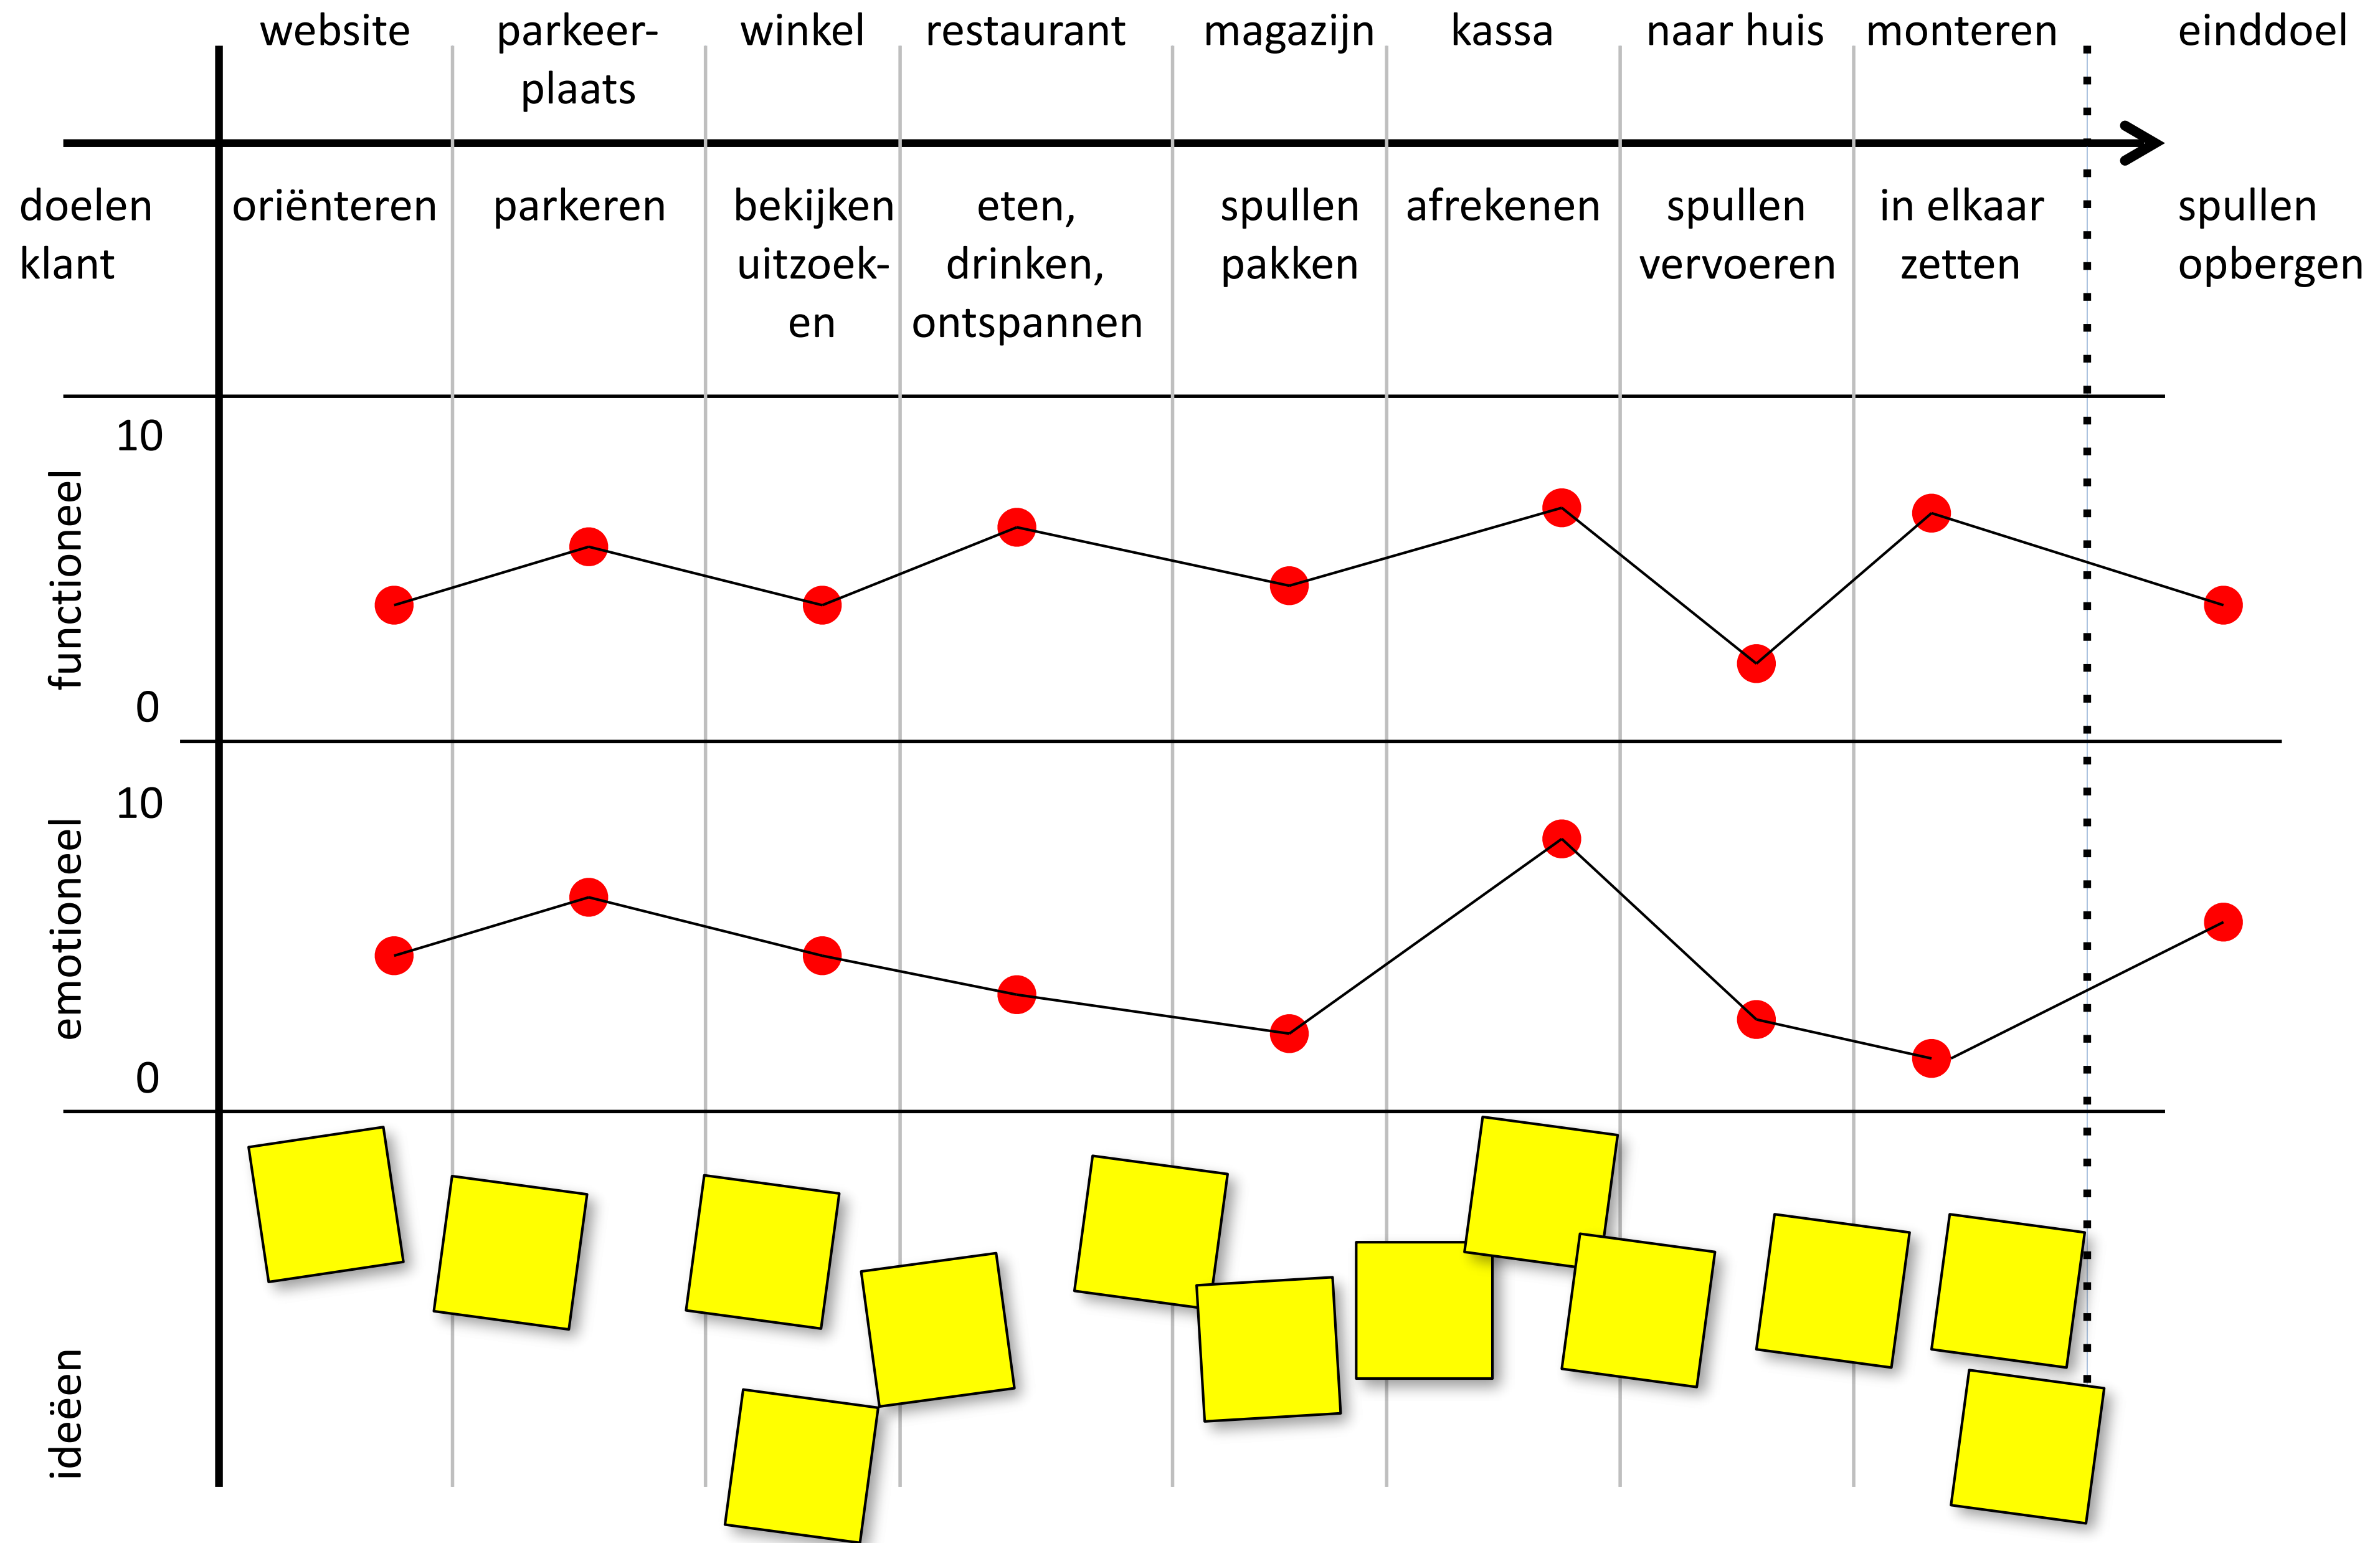 website
parkeer-
plaats
winkel
restaurant
magazijn
kassa
naar huis
monteren
einddoel
doelen
klant
oriënteren
parkeren
bekijken
uitzoek-
en
eten,
drinken,
ontspannen
spullen
pakken
afrekenen
spullen
vervoeren
in elkaar
zetten
spullen
opbergen
functioneel
10
0
emotioneel
10
0
ideëen